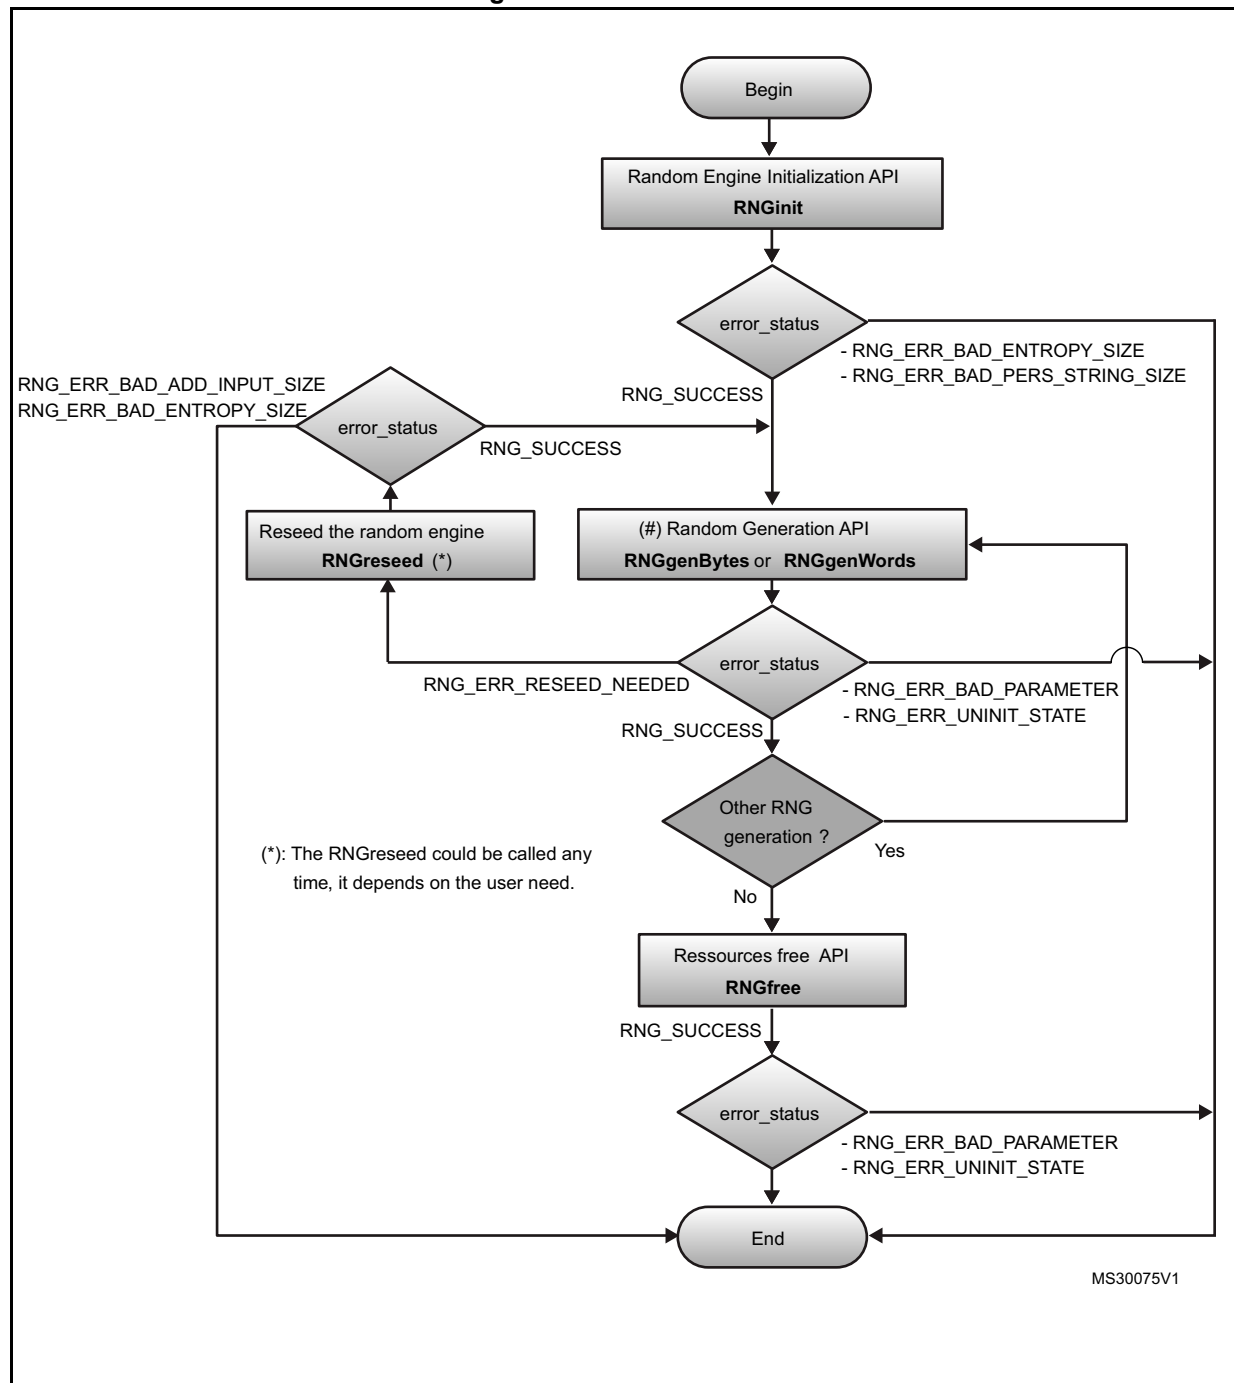 Begin
Random Engine Initialization API
RNGinit
error_status
- RNG_ERR_BAD_ENTROPY_SIZE
- RNG_ERR_BAD_PERS_STRING_SIZE
RNG_SUCCESS
RNG_ERR_BAD_ADD_INPUT_SIZE
RNG_ERR_BAD_ENTROPY_SIZE
error_status
RNG_SUCCESS
Reseed the random engine
RNGreseed (*)
(#) Random Generation API
RNGgenBytes or RNGgenWords
error_status
RNG_ERR_RESEED_NEEDED
- RNG_ERR_BAD_PARAMETER
- RNG_ERR_UNINIT_STATE
RNG_SUCCESS
Other RNG
generation ?
Yes
(*): The RNGreseed could be called any
time, it depends on the user need.
No
Ressources free API
RNGfree
RNG_SUCCESS
error_status
- RNG_ERR_BAD_PARAMETER
- RNG_ERR_UNINIT_STATE
End
MS30075V1